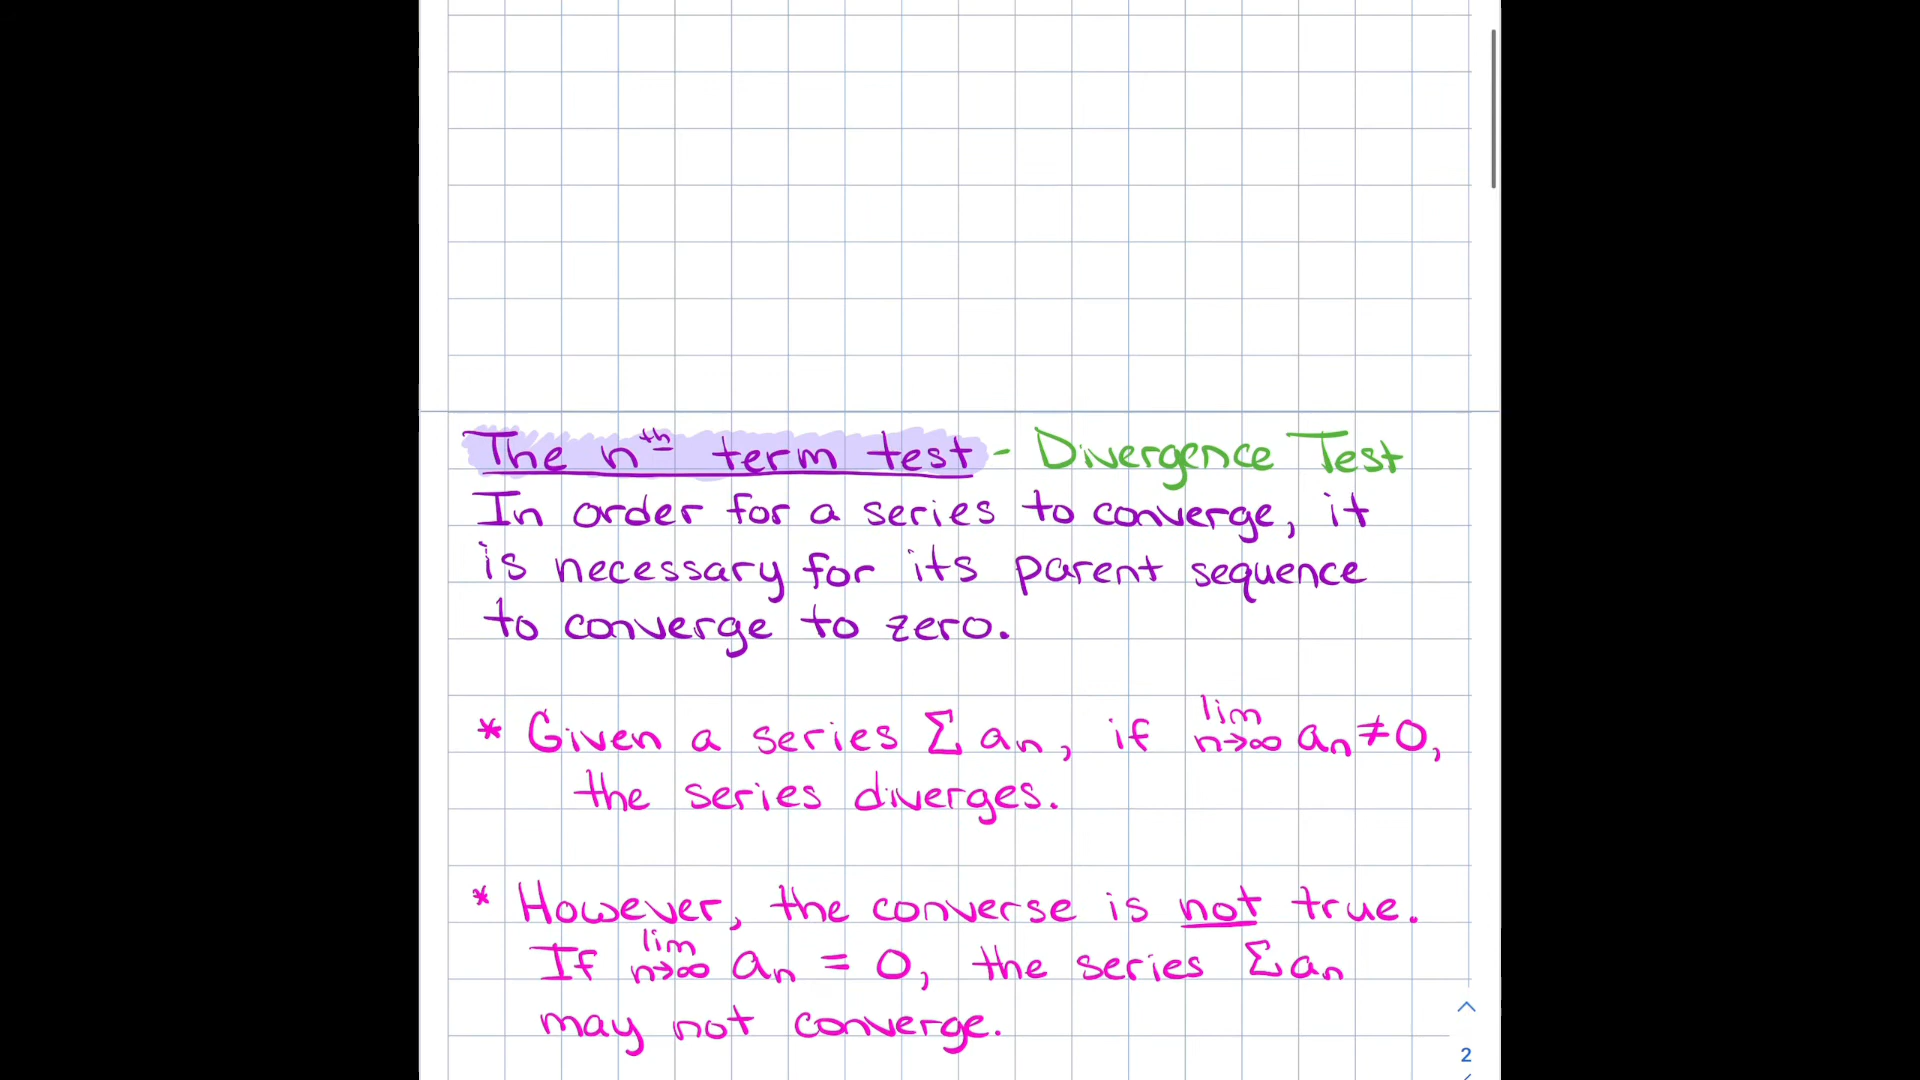 The nth term test - Divergence Test
In order for a series to converge, it
is necessary for its parent sequence
to converge to zero.
* Given a series Σ an, if lim n→∞ an ≠ 0,
the series diverges.
* However, the converse is not true.
If lim n→∞ an = 0, the series Σ an
may not converge.
2